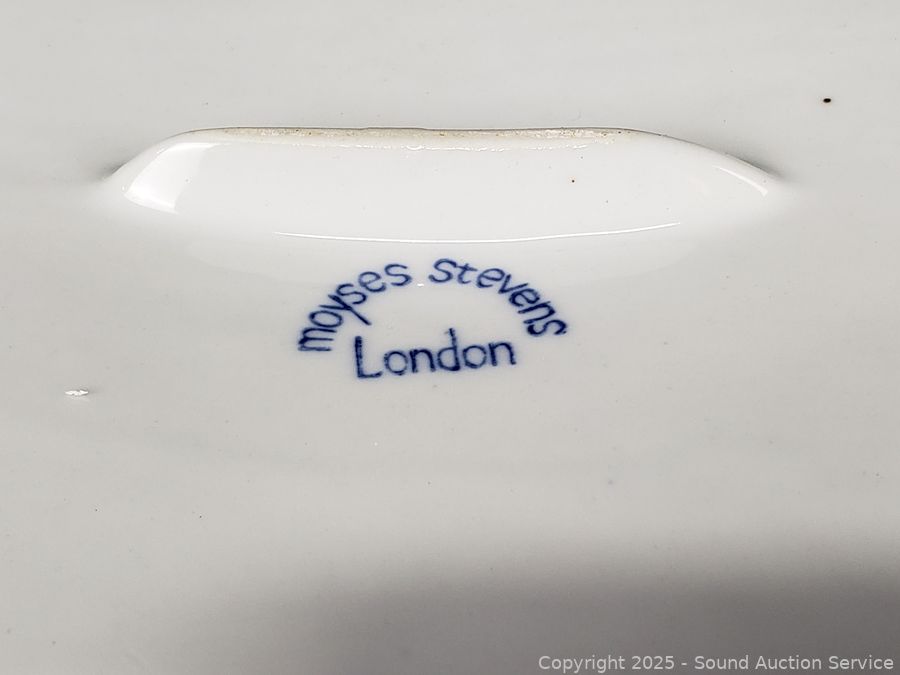 moyses stevens
London
Copyright 2025 - Sound Auction Service